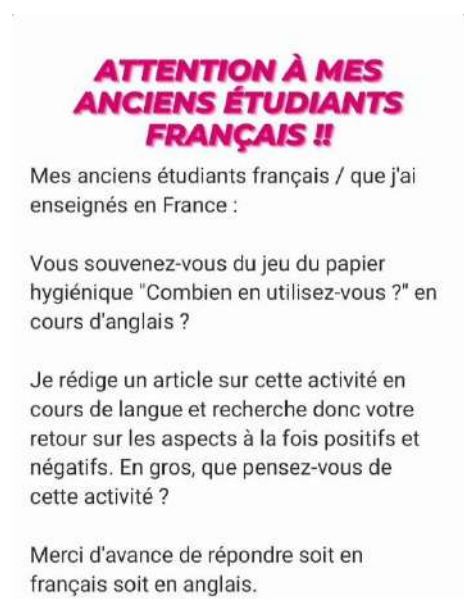 ATTENTION À MES
ANCIENS ÉTUDIANTS
FRANÇAIS !!
Mes anciens étudiants français / que j'ai
enseignés en France :
Vous souvenez-vous du jeu du papier
hygiénique "Combien en utilisez-vous ?" en
cours d'anglais ?
Je rédige un article sur cette activité en
cours de langue et recherche donc votre
retour sur les aspects à la fois positifs et
négatifs. En gros, que pensez-vous de
cette activité ?
Merci d'avance de répondre soit en
français soit en anglais.